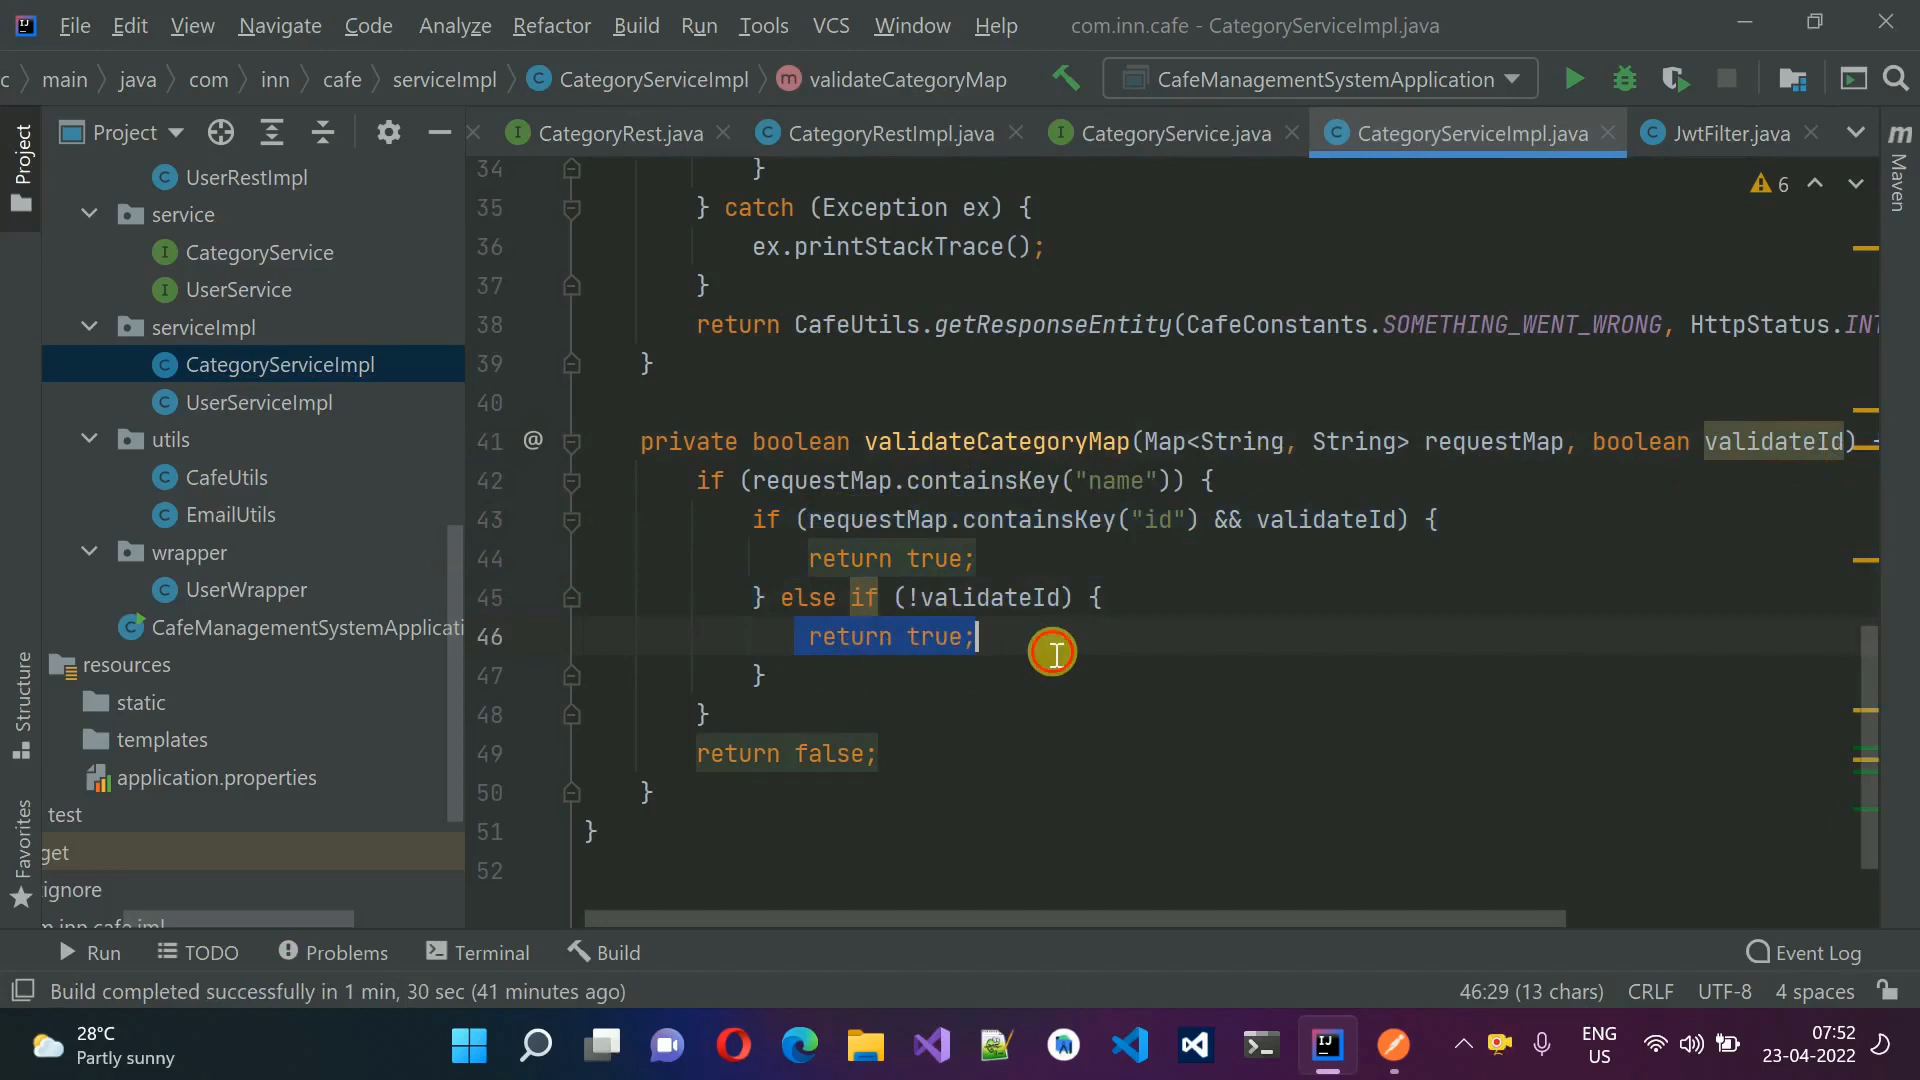 File Edit View Navigate Code Analyze Refactor Build Run Tools VCS Window Help com.inn.cafe - CategoryServiceImpl.java
c main java com inn cafe serviceImpl CategoryServiceImpl validateCategoryMap CafeManagementSystemApplication
Project
CategoryRest.java CategoryRestImpl.java CategoryService.java CategoryServiceImpl.java JwtFilter.java
Project
Structure
Favorites
UserRestImpl
service
CategoryService
UserService
serviceImpl
CategoryServiceImpl
UserServiceImpl
utils
CafeUtils
EmailUtils
wrapper
UserWrapper
CafeManagementSystemApplicati
resources
static
templates
application.properties
test
get
ignore
m.inn.cafe.iml
6
34 }
35 } catch (Exception ex) {
36 ex.printStackTrace();
37 }
38 return CafeUtils.getResponseEntity(CafeConstants.SOMETHING_WENT_WRONG, HttpStatus.INT
39 }
40
41 @ private boolean validateCategoryMap(Map<String, String> requestMap, boolean validateId) {
42 if (requestMap.containsKey("name")) {
43 if (requestMap.containsKey("id") && validateId) {
44 return true;
45 } else if (!validateId) {
46 return true;
47 }
48 }
49 return false;
50 }
51 }
52
Maven
Run TODO Problems Terminal Build Event Log
Build completed successfully in 1 min, 30 sec (41 minutes ago) 46:29 (13 chars) CRLF UTF-8 4 spaces
28°C
Partly sunny
ENG
US
07:52
23-04-2022